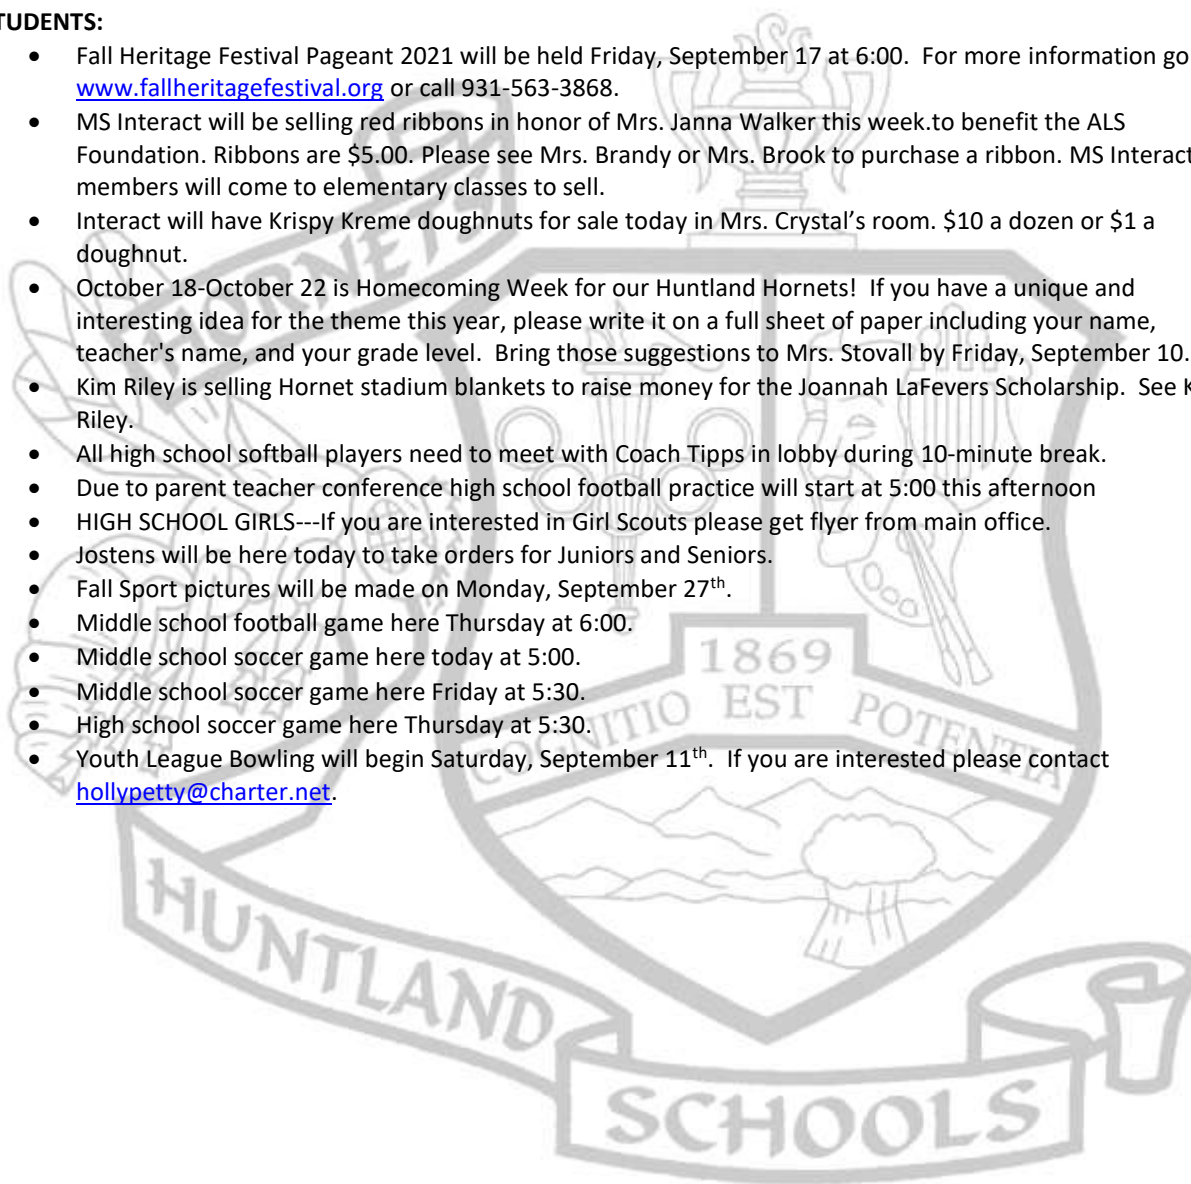 TUDENTS:
• Fall Heritage Festival Pageant 2021 will be held Friday, September 17 at 6:00.  For more information go
www.fallheritagefestival.org or call 931-563-3868.
• MS Interact will be selling red ribbons in honor of Mrs. Janna Walker this week.to benefit the ALS
Foundation. Ribbons are $5.00. Please see Mrs. Brandy or Mrs. Brook to purchase a ribbon. MS Interact
members will come to elementary classes to sell.
• Interact will have Krispy Kreme doughnuts for sale today in Mrs. Crystal’s room. $10 a dozen or $1 a
doughnut.
• October 18-October 22 is Homecoming Week for our Huntland Hornets!  If you have a unique and
interesting idea for the theme this year, please write it on a full sheet of paper including your name,
teacher's name, and your grade level.  Bring those suggestions to Mrs. Stovall by Friday, September 10.
• Kim Riley is selling Hornet stadium blankets to raise money for the Joannah LaFevers Scholarship.  See K
Riley.
• All high school softball players need to meet with Coach Tipps in lobby during 10-minute break.
• Due to parent teacher conference high school football practice will start at 5:00 this afternoon
• HIGH SCHOOL GIRLS---If you are interested in Girl Scouts please get flyer from main office.
• Jostens will be here today to take orders for Juniors and Seniors.
• Fall Sport pictures will be made on Monday, September 27th.
• Middle school football game here Thursday at 6:00.
• Middle school soccer game here today at 5:00.
• Middle school soccer game here Friday at 5:30.
• High school soccer game here Thursday at 5:30.
• Youth League Bowling will begin Saturday, September 11th.  If you are interested please contact
hollypetty@charter.net.
HORNETS
1869
COGNITIO EST POTENTIA
HUNTLAND
SCHOOLS